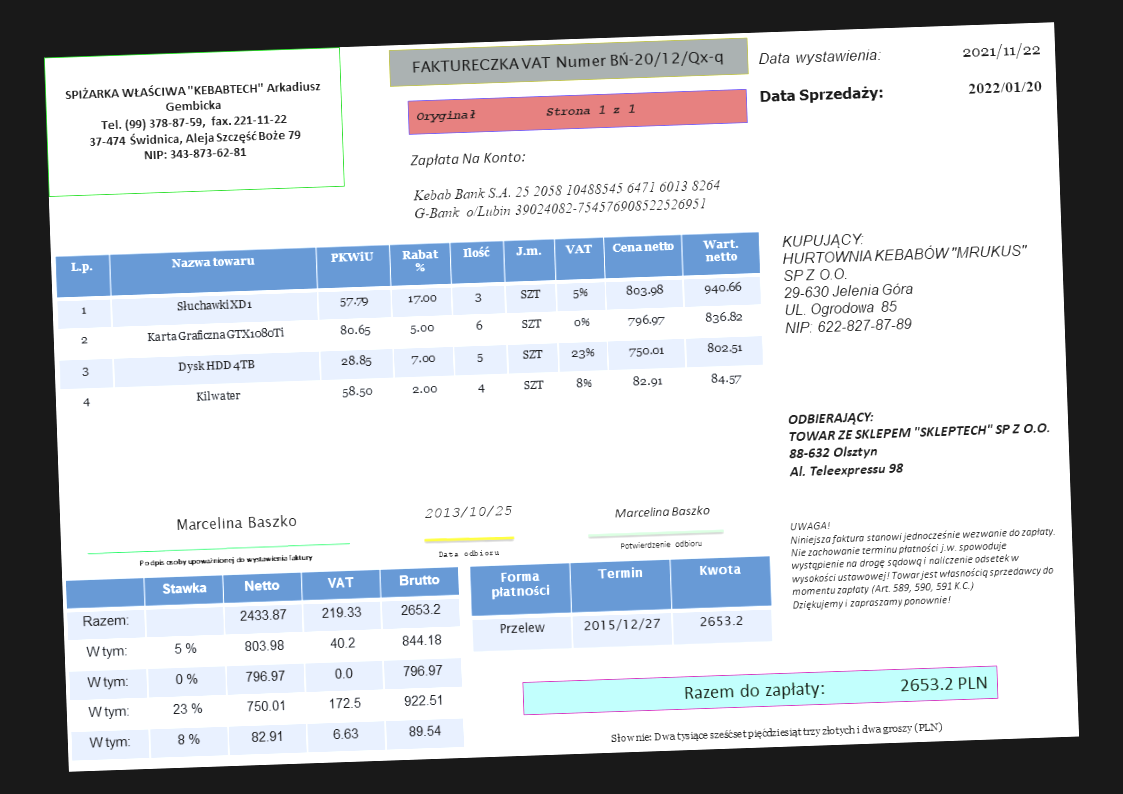 SPIŻARKA WŁAŚCIWA "KEBABTECH" Arkadiusz
Gembicka
Tel. (99) 378-87-59, fax. 221-11-22
37-474 Świdnica, Aleja Szczęść Boże 79
NIP: 343-873-62-81
FAKTURECZKA VAT Numer BŃ-20/12/Qx-q
Oryginał Strona 1 z 1
Data wystawienia: 2021/11/22
Data Sprzedaży: 2022/01/20
Zapłata Na Konto:
Kebab Bank S.A. 25 2058 10488545 6471 6013 8264
G-Bank o/Lubin 39024082-754576908522526951
KUPUJĄCY:
HURTOWNIA KEBABÓW "MRUKUS"
SP Z O.O.
29-630 Jelenia Góra
UL. Ogrodowa 85
NIP: 622-827-87-89
L.p. Nazwa towaru PKWiU Rabat % Ilość J.m. VAT Cena netto Wart. netto
1 Słuchawki XD1 57.79 17.00 3 SZT 5% 803.98 940.66
2 Karta Graficzna GTX1080Ti 80.65 5.00 6 SZT 0% 796.97 836.82
3 Dysk HDD 4TB 28.85 7.00 5 SZT 23% 750.01 802.51
4 Kilwater 58.50 2.00 4 SZT 8% 82.91 84.57
ODBIERAJĄCY:
TOWAR ZE SKLEPEM "SKLEPTECH" SP Z O.O.
88-632 Olsztyn
Al. Teleexpressu 98
Marcelina Baszko
Podpis osoby upoważnionej do wystawienia faktury
2013/10/25
Data odbioru
Marcelina Baszko
Potwierdzenie odbioru
UWAGA!
Niniejsza faktura stanowi jednocześnie wezwanie do zapłaty.
Nie zachowanie terminu płatności j.w. spowoduje
wystąpienie na drogę sądową i naliczenie odsetek w
wysokości ustawowej! Towar jest własnością sprzedawcy do
momentu zapłaty (Art. 589, 590, 591 K.C.)
Dziękujemy i zapraszamy ponownie!
Stawka Netto VAT Brutto
Razem: 2433.87 219.33 2653.2
W tym: 5 % 803.98 40.2 844.18
W tym: 0 % 796.97 0.0 796.97
W tym: 23 % 750.01 172.5 922.51
W tym: 8 % 82.91 6.63 89.54
Forma płatności Termin Kwota
Przelew 2015/12/27 2653.2
Razem do zapłaty: 2653.2 PLN
Słownie: Dwa tysiące sześćset pięćdziesiąt trzy złotych i dwa groszy (PLN)